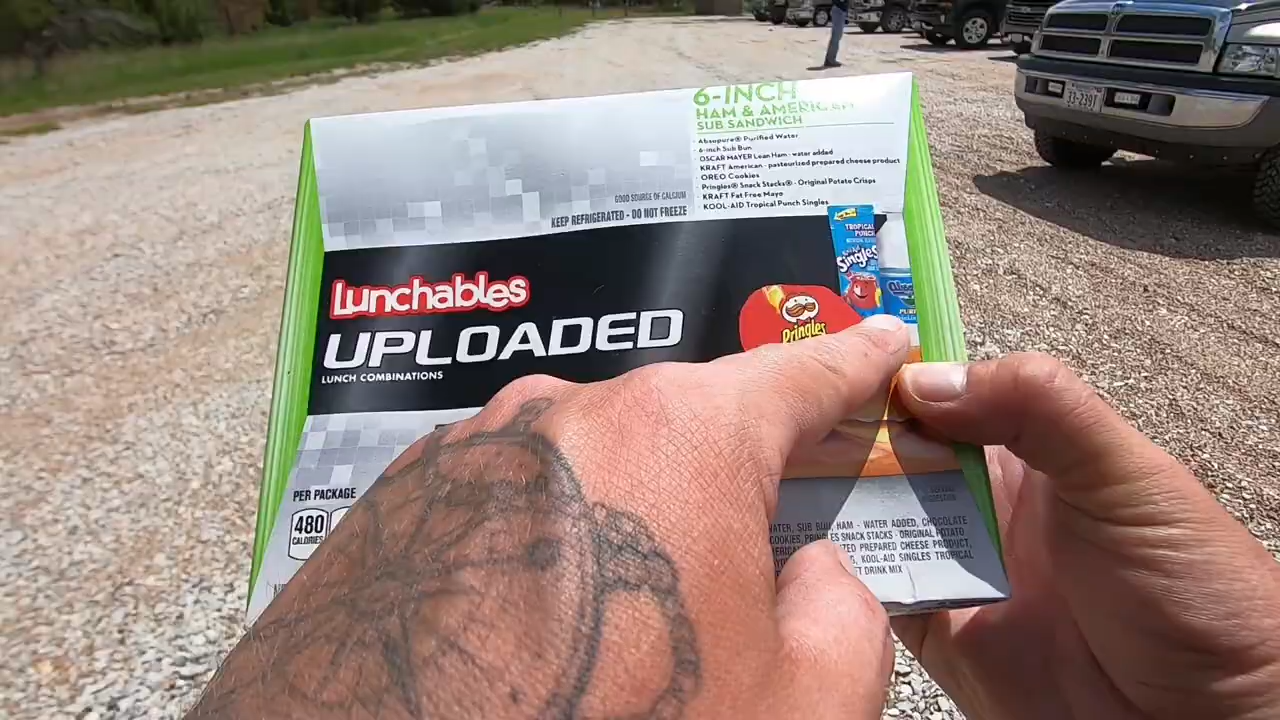 6-INCH
HAM & AMERICAN
SUB SANDWICH
· Absopure® Purified Water
· 6-inch Sub Bun
· OSCAR MAYER Lean Ham - water added
· KRAFT American - pasteurized prepared cheese product
· OREO Cookies
· Pringles® Snack Stacks® - Original Potato Crisps
· KRAFT Fat Free Mayo
· KOOL-AID Tropical Punch Singles
GOOD SOURCE OF CALCIUM
KEEP REFRIGERATED - DO NOT FREEZE
TROPICAL
PUNCH
Singles
Lunchables
UPLOADED
LUNCH COMBINATIONS
Pringles
PER PACKAGE
480
CALORIES
WATER, SUB BUN, HAM - WATER ADDED, CHOCOLATE
COOKIES, PRINGLES SNACK STACKS - ORIGINAL POTATO
PREPARED CHEESE PRODUCT,
KOOL-AID SINGLES TROPICAL
DRINK MIX
33-2391